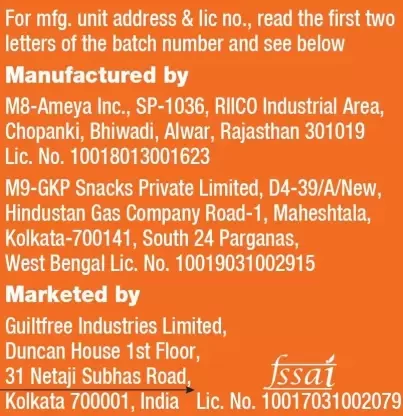 For mfg. unit address & lic no., read the first two
letters of the batch number and see below
Manufactured by
M8-Ameya Inc., SP-1036, RIICO Industrial Area,
Chopanki, Bhiwadi, Alwar, Rajasthan 301019
Lic. No. 10018013001623
M9-GKP Snacks Private Limited, D4-39/A/New,
Hindustan Gas Company Road-1, Maheshtala,
Kolkata-700141, South 24 Parganas,
West Bengal Lic. No. 10019031002915
Marketed by
Guiltfree Industries Limited,
Duncan House 1st Floor,
31 Netaji Subhas Road,
fssai
Kolkata 700001, India Lic. No. 10017031002079